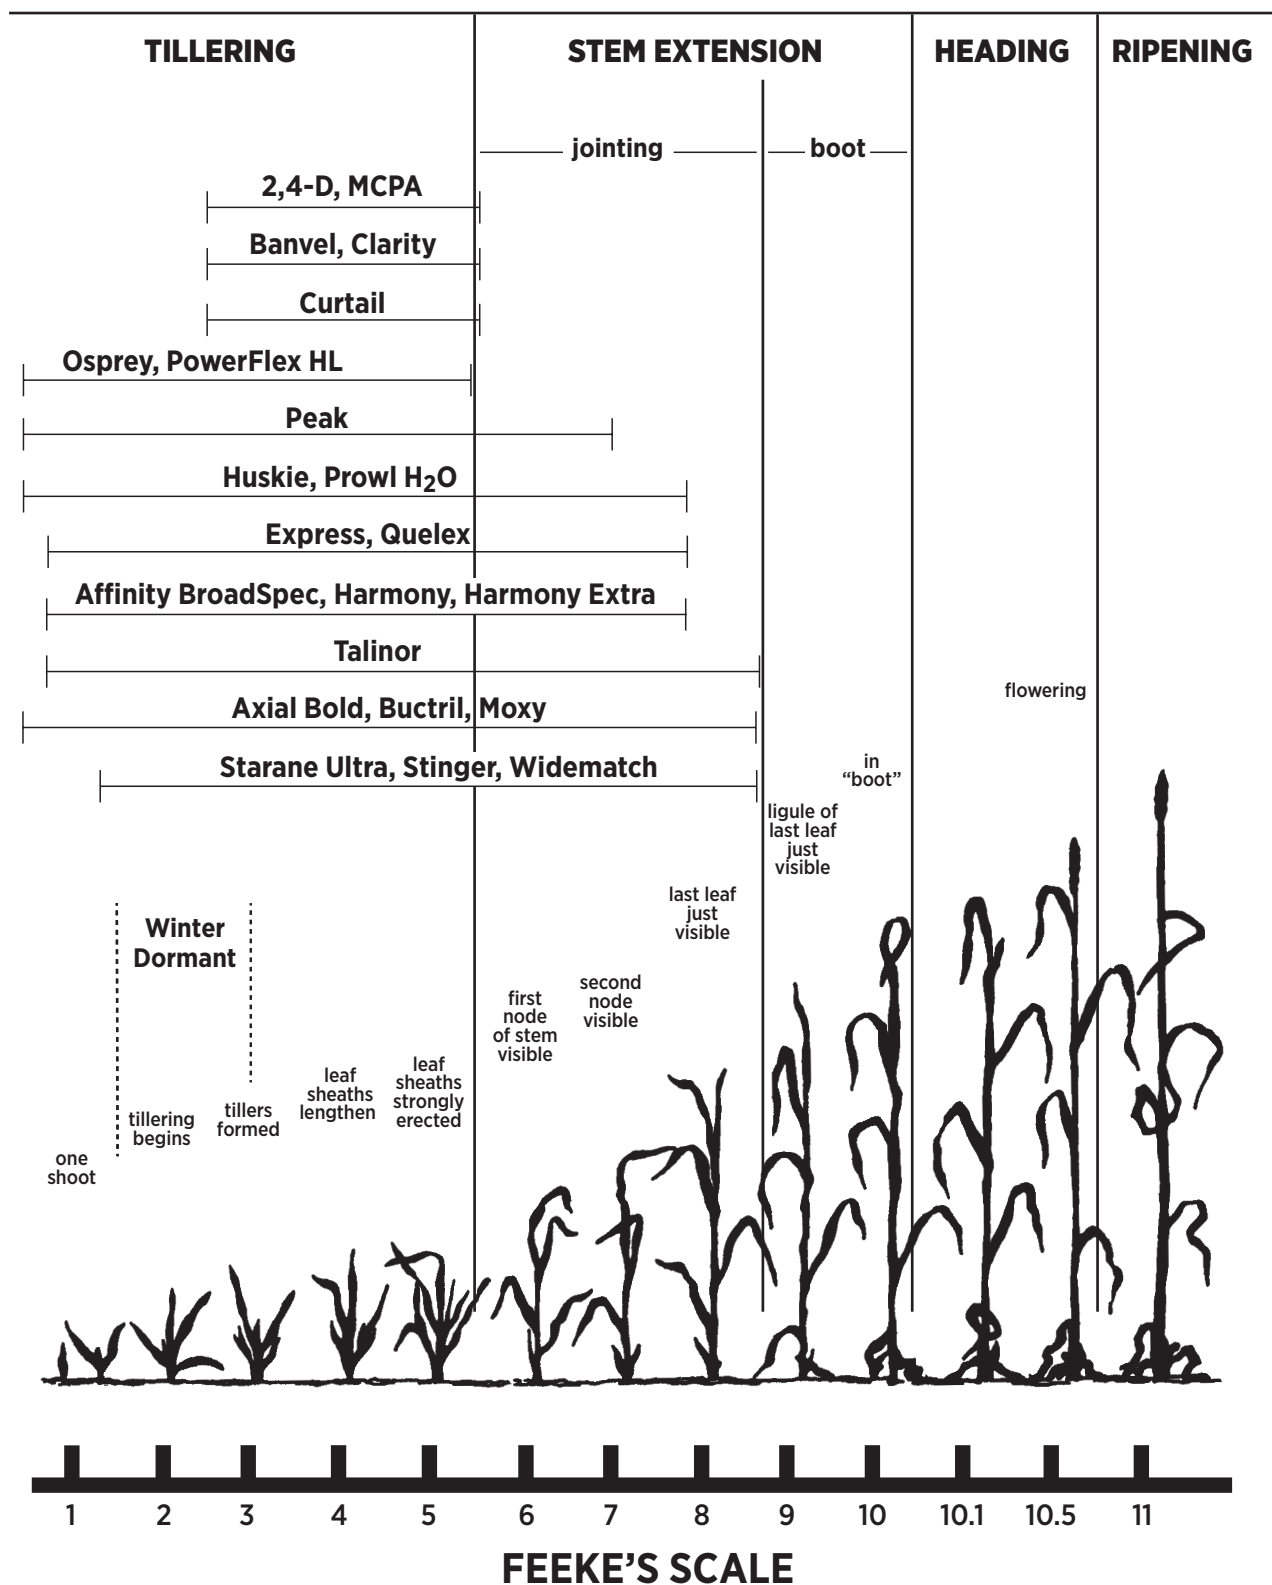 TILLERING
STEM EXTENSION
HEADING
RIPENING
jointing
boot
2,4-D, MCPA
Banvel, Clarity
Curtail
Osprey, PowerFlex HL
Peak
Huskie, Prowl H₂O
Express, Quelex
Affinity BroadSpec, Harmony, Harmony Extra
Talinor
Axial Bold, Buctril, Moxy
Starane Ultra, Stinger, Widematch
Winter
Dormant
one
shoot
tillering
begins
tillers
formed
leaf
sheaths
lengthen
leaf
sheaths
strongly
erected
first
node
of stem
visible
second
node
visible
last leaf
just
visible
ligule of
last leaf
just
visible
in
“boot”
flowering
1 2 3 4 5 6 7 8 9 10 10.1 10.5 11
FEEKE’S SCALE